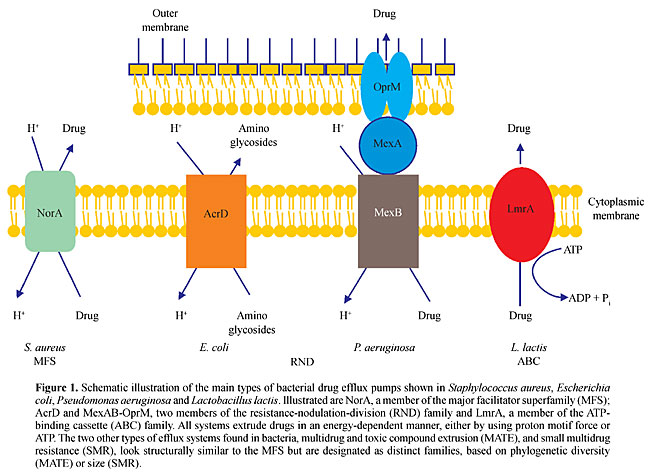 Outer
membrane
Drug
OprM
H⁺
Drug
H⁺
Amino
glycosides
H⁺
MexA
Drug
NorA
AcrD
MexB
LmrA
Cytoplasmic
membrane
ATP
ADP + Pi
H⁺
Drug
H⁺
Amino
glycosides
H⁺
Drug
Drug
S. aureus
E. coli
P. aeruginosa
L. lactis
MFS
RND
ABC
Figure 1. Schematic illustration of the main types of bacterial drug efflux pumps shown in Staphylococcus aureus, Escherichia
coli, Pseudomonas aeruginosa and Lactobacillus lactis. Illustrated are NorA, a member of the major facilitator superfamily (MFS);
AcrD and MexAB-OprM, two members of the resistance-nodulation-division (RND) family and LmrA, a member of the ATP-
binding cassette (ABC) family. All systems extrude drugs in an energy-dependent manner, either by using proton motif force or
ATP. The two other types of efflux systems found in bacteria, multidrug and toxic compound extrusion (MATE), and small multidrug
resistance (SMR), look structurally similar to the MFS but are designated as distinct families, based on phylogenetic diversity
(MATE) or size (SMR).